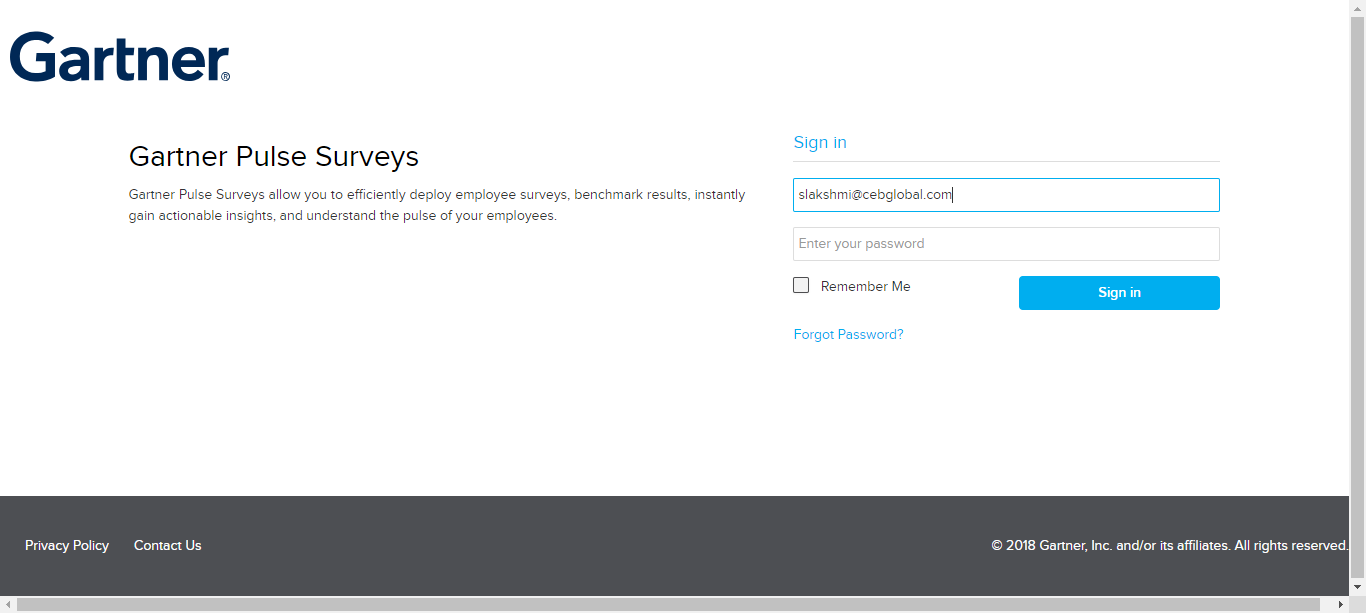 Gartner®
Gartner Pulse Surveys
Gartner Pulse Surveys allow you to efficiently deploy employee surveys, benchmark results, instantly
gain actionable insights, and understand the pulse of your employees.
Sign in
slakshmi@cebglobal.com
Enter your password
Remember Me
Sign in
Forgot Password?
Privacy Policy
Contact Us
© 2018 Gartner, Inc. and/or its affiliates. All rights reserved.